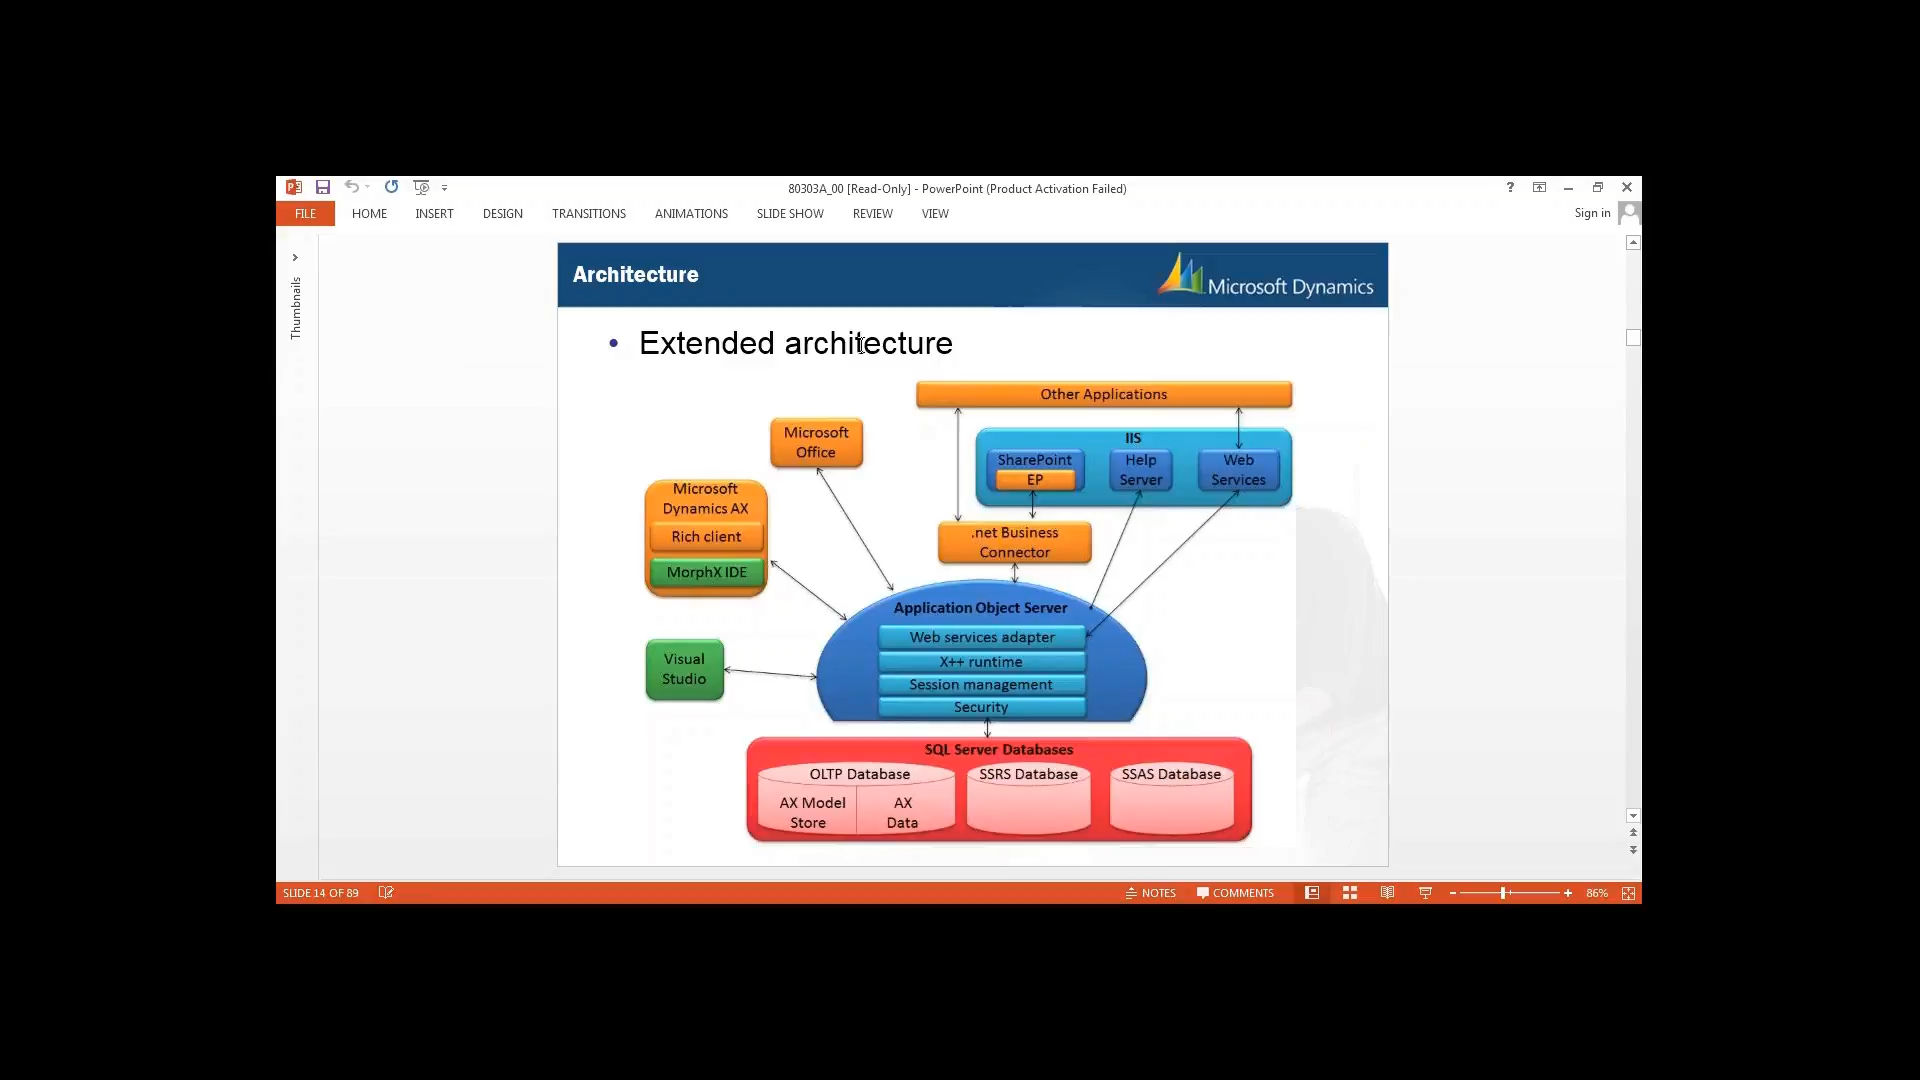 80303A_00 [Read-Only] - PowerPoint (Product Activation Failed)
?
FILE HOME INSERT DESIGN TRANSITIONS ANIMATIONS SLIDE SHOW REVIEW VIEW
Sign in
Thumbnails
Architecture
Microsoft Dynamics
• Extended architecture
Other Applications
Microsoft
Office
IIS
SharePoint
EP
Help
Server
Web
Services
Microsoft
Dynamics AX
Rich client
MorphX IDE
.net Business
Connector
Application Object Server
Web services adapter
X++ runtime
Session management
Security
Visual
Studio
SQL Server Databases
OLTP Database
AX Model
Store
AX
Data
SSRS Database
SSAS Database
SLIDE 14 OF 89
NOTES
COMMENTS
86%